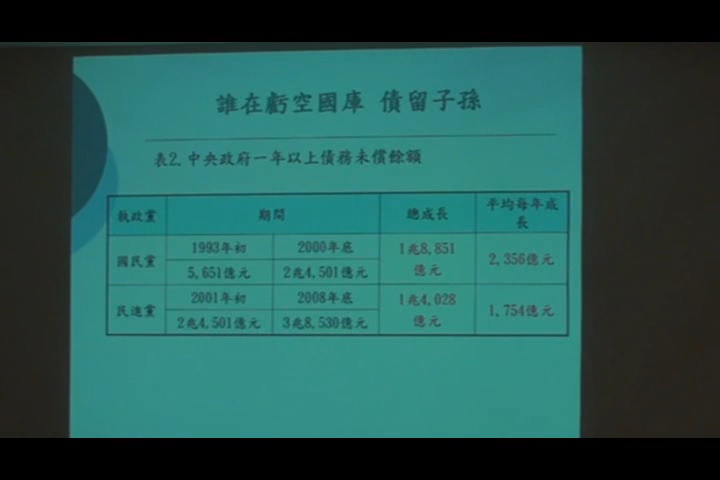 誰在虧空國庫 債留子孫
表2.中央政府一年以上債務未償餘額
執政黨 期間 總成長 平均每年成長
國民黨 1993年初 2000年底 1兆8,851億元 2,356億元
5,651億元 2兆4,501億元
民進黨 2001年初 2008年底 1兆4,028億元 1,754億元
2兆4,501億元 3兆8,530億元